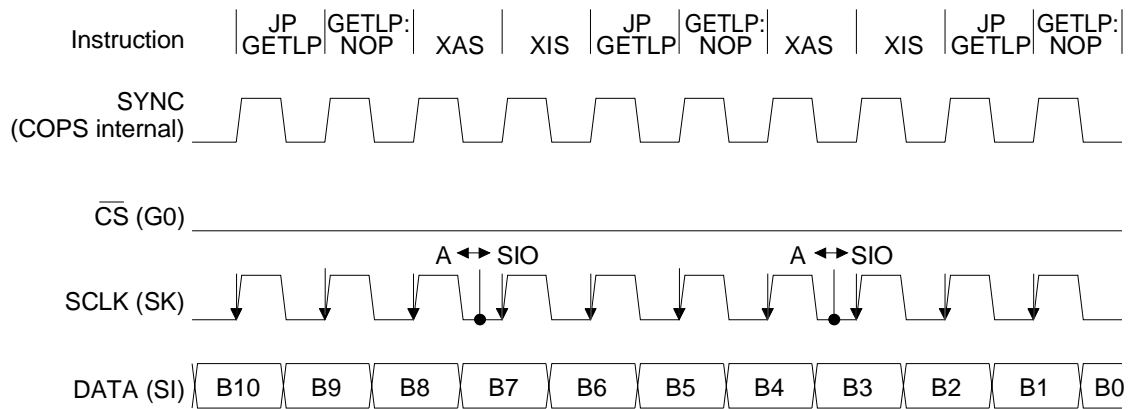 Instruction
JP GETLP: JP GETLP: JP GETLP:
GETLP NOP XAS XIS GETLP NOP XAS XIS GETLP NOP
SYNC
(COPS internal)
CS (G0)
A SIO A SIO
SCLK (SK)
DATA (SI) B10 B9 B8 B7 B6 B5 B4 B3 B2 B1 B0